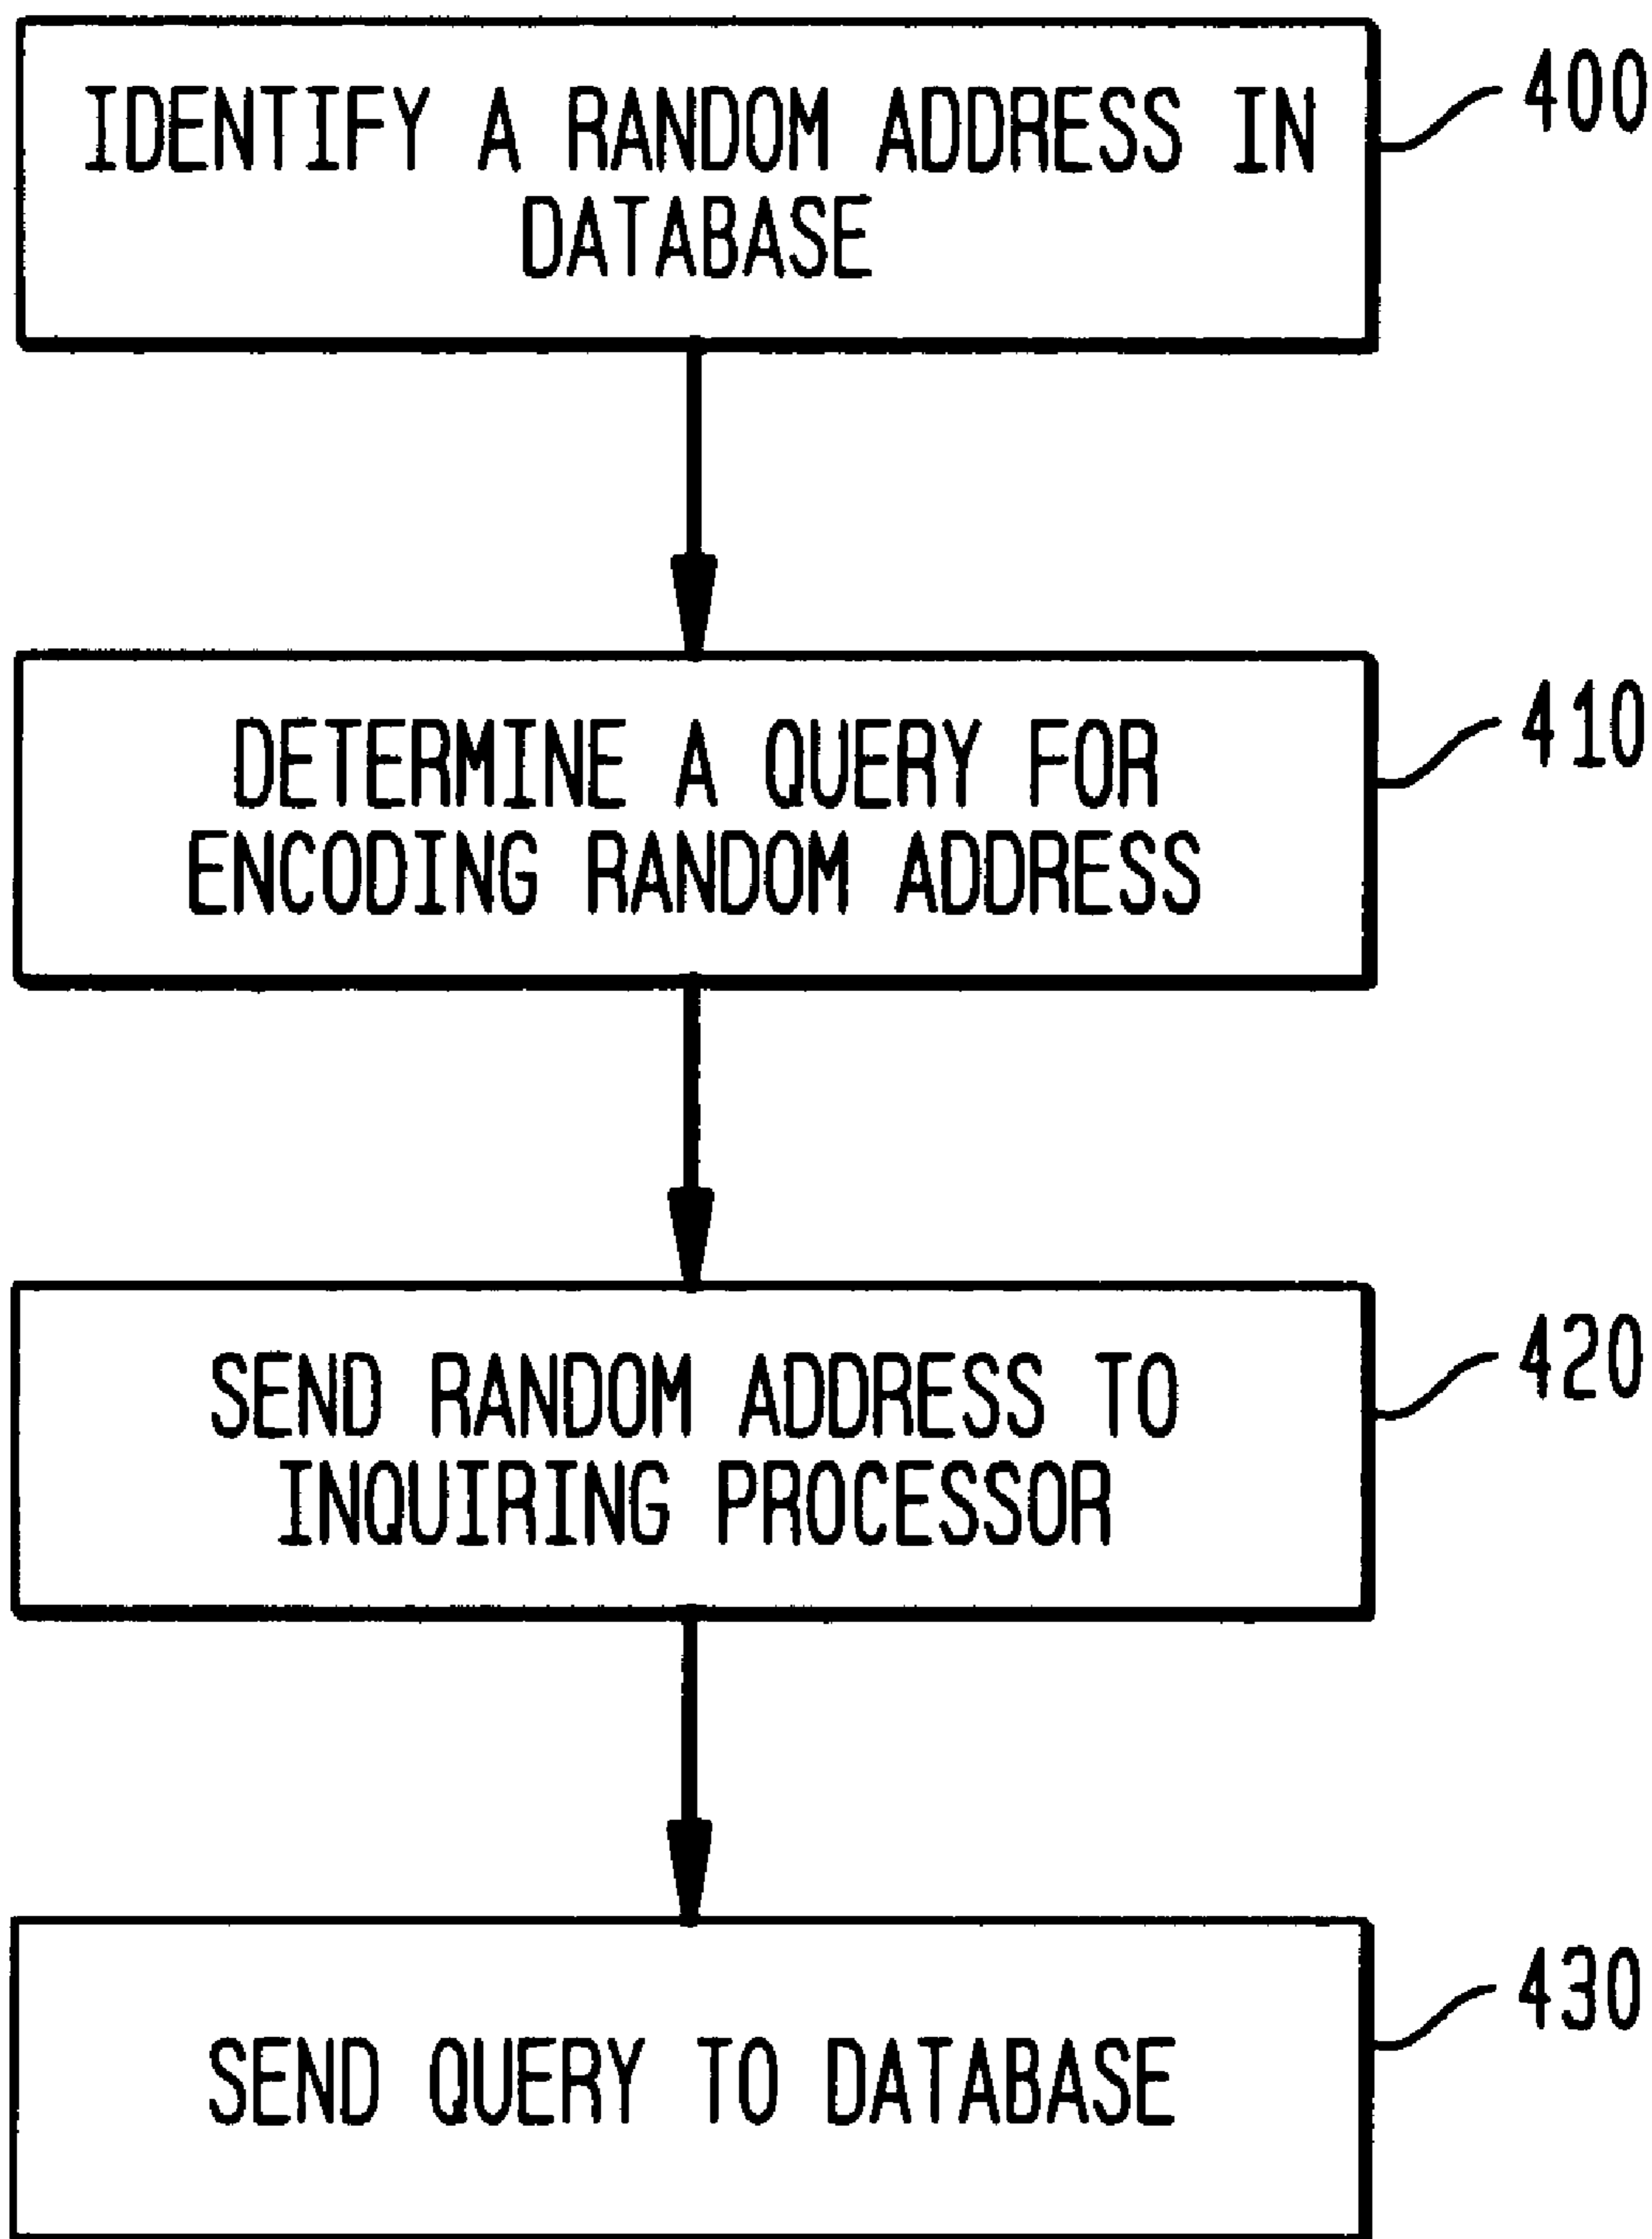 IDENTIFY A RANDOM ADDRESS IN
DATABASE
400
DETERMINE A QUERY FOR
ENCODING RANDOM ADDRESS
410
SEND RANDOM ADDRESS TO
INQUIRING PROCESSOR
420
SEND QUERY TO DATABASE
430